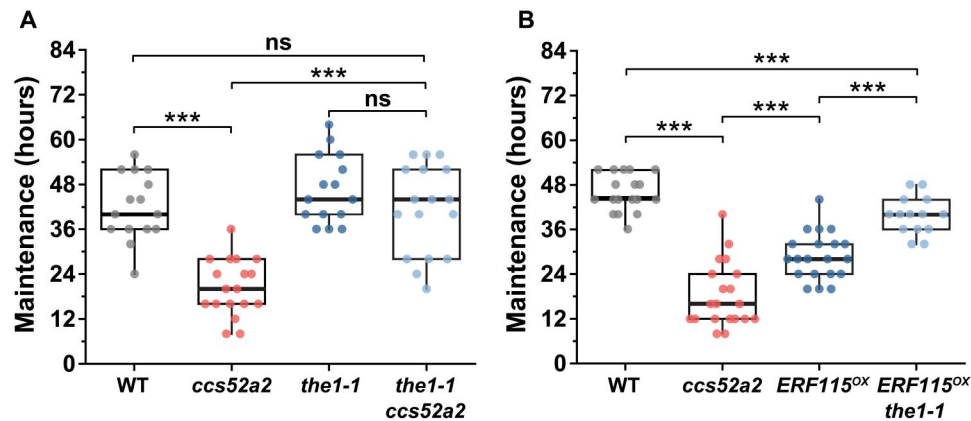 A
Maintenance (hours)
84
72
60
48
36
24
12
0
ns
***
ns
***
WT
ccs52a2
the1-1
the1-1
ccs52a2
B
Maintenance (hours)
84
72
60
48
36
24
12
0
***
***
***
***
WT
ccs52a2
ERF115ᴼˣ
ERF115ᴼˣ
the1-1